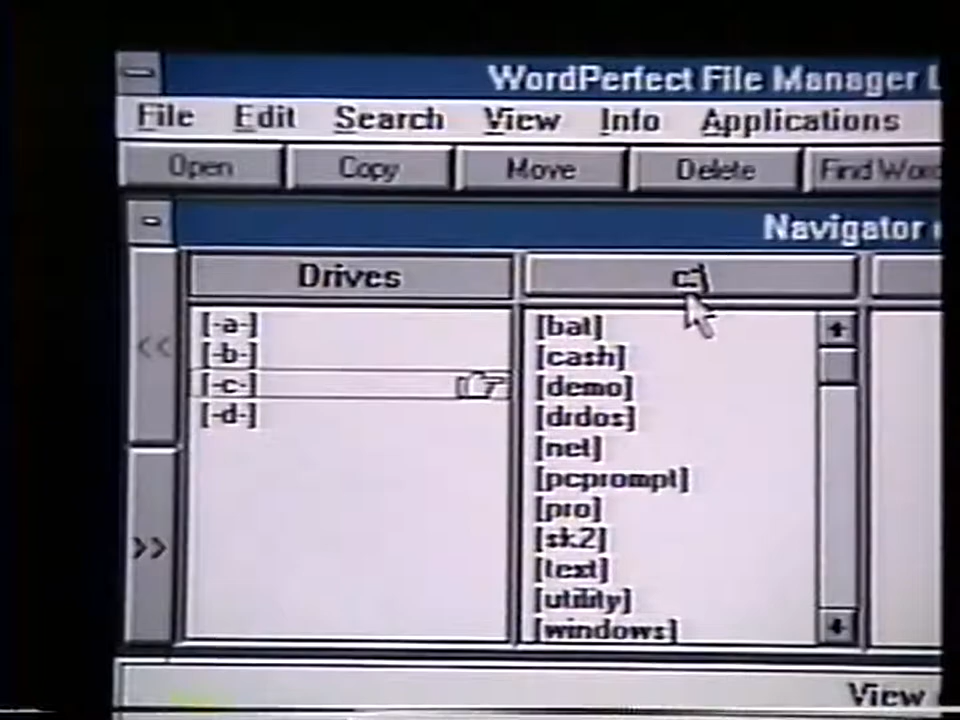 WordPerfect File Manager
File Edit Search View Info Applications
Open Copy Move Delete Find
Navigator
Drives c:\
<<
>>
[-a-]
[-b-]
[-c-]
[-d-]
[bat]
[cash]
[demo]
[drdos]
[net]
[pcprompt]
[pro]
[sk2]
[text]
[utility]
[windows]
View